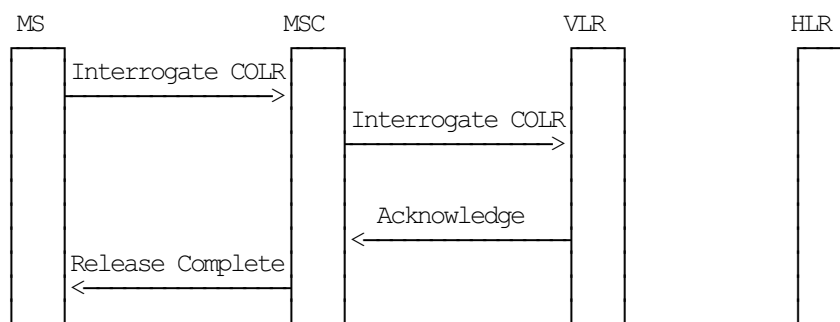 MS MSC VLR HLR
Interrogate COLR
Interrogate COLR
Acknowledge
Release Complete